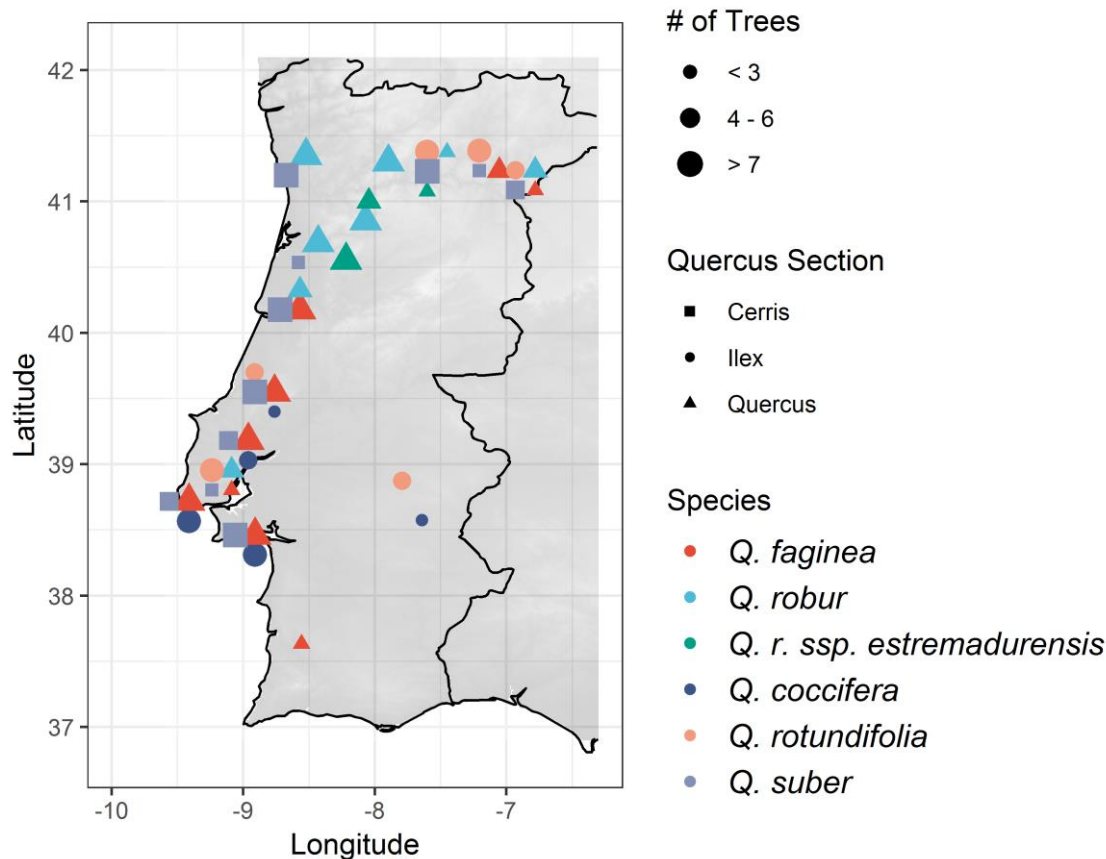 # of Trees
< 3
4 - 6
> 7
Quercus Section
Cerris
Ilex
Quercus
Species
Q. faginea
Q. robur
Q. r. ssp. estremadurensis
Q. coccifera
Q. rotundifolia
Q. suber
Latitude
42
41
40
39
38
37
-10
-9
-8
-7
Longitude